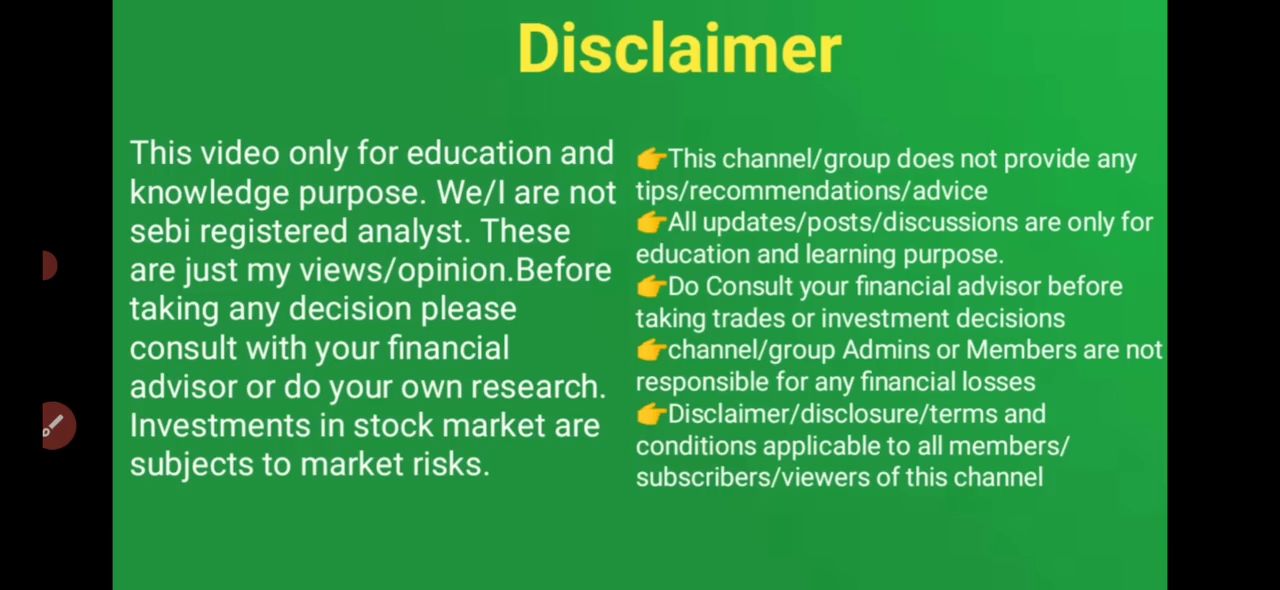 Disclaimer
This video only for education and
knowledge purpose. We/I are not
sebi registered analyst. These
are just my views/opinion.Before
taking any decision please
consult with your financial
advisor or do your own research.
Investments in stock market are
subjects to market risks.
👉This channel/group does not provide any
tips/recommendations/advice
👉All updates/posts/discussions are only for
education and learning purpose.
👉Do Consult your financial advisor before
taking trades or investment decisions
👉channel/group Admins or Members are not
responsible for any financial losses
👉Disclaimer/disclosure/terms and
conditions applicable to all members/
subscribers/viewers of this channel